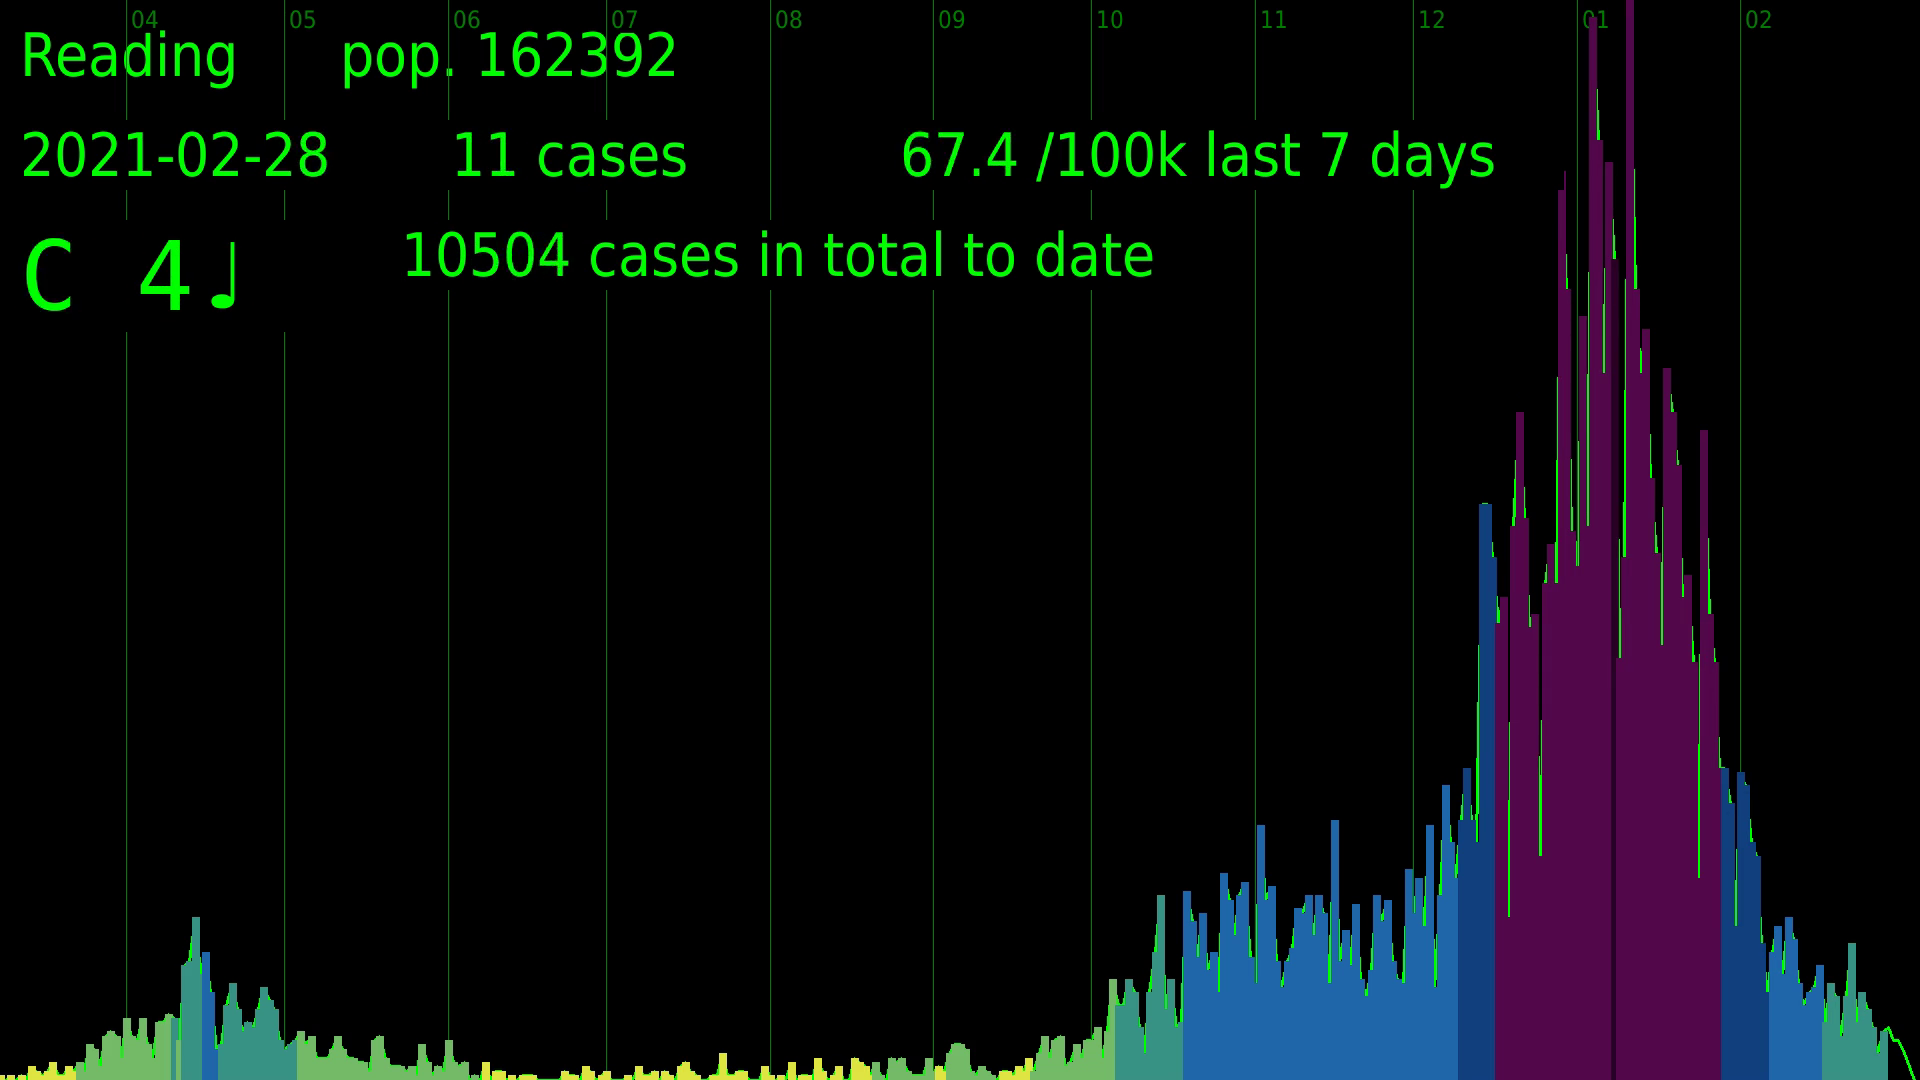 04 05 06 07 08 09 10 11 12 01 02
Reading pop. 162392
2021-02-28 11 cases 67.4 /100k last 7 days
C 4♩ 10504 cases in total to date